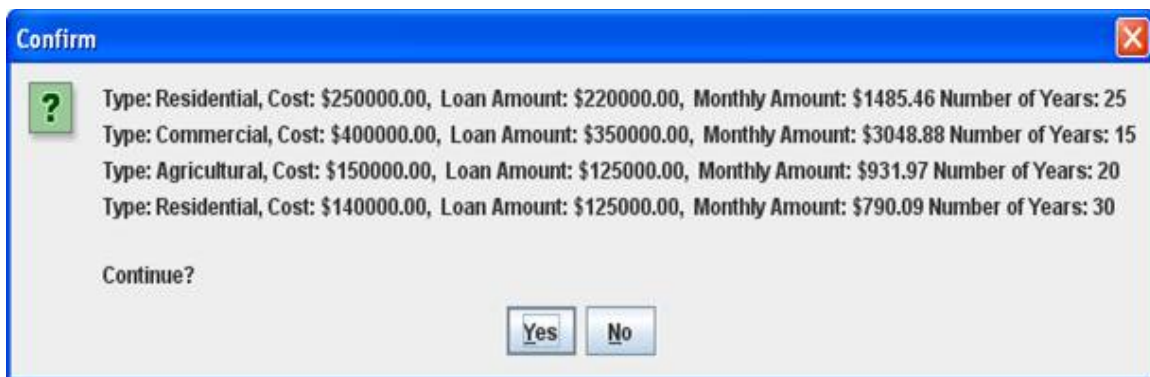 Confirm
?
Type: Residential, Cost: $250000.00, Loan Amount: $220000.00, Monthly Amount: $1485.46 Number of Years: 25
Type: Commercial, Cost: $400000.00, Loan Amount: $350000.00, Monthly Amount: $3048.88 Number of Years: 15
Type: Agricultural, Cost: $150000.00, Loan Amount: $125000.00, Monthly Amount: $931.97 Number of Years: 20
Type: Residential, Cost: $140000.00, Loan Amount: $125000.00, Monthly Amount: $790.09 Number of Years: 30
Continue?
Yes No